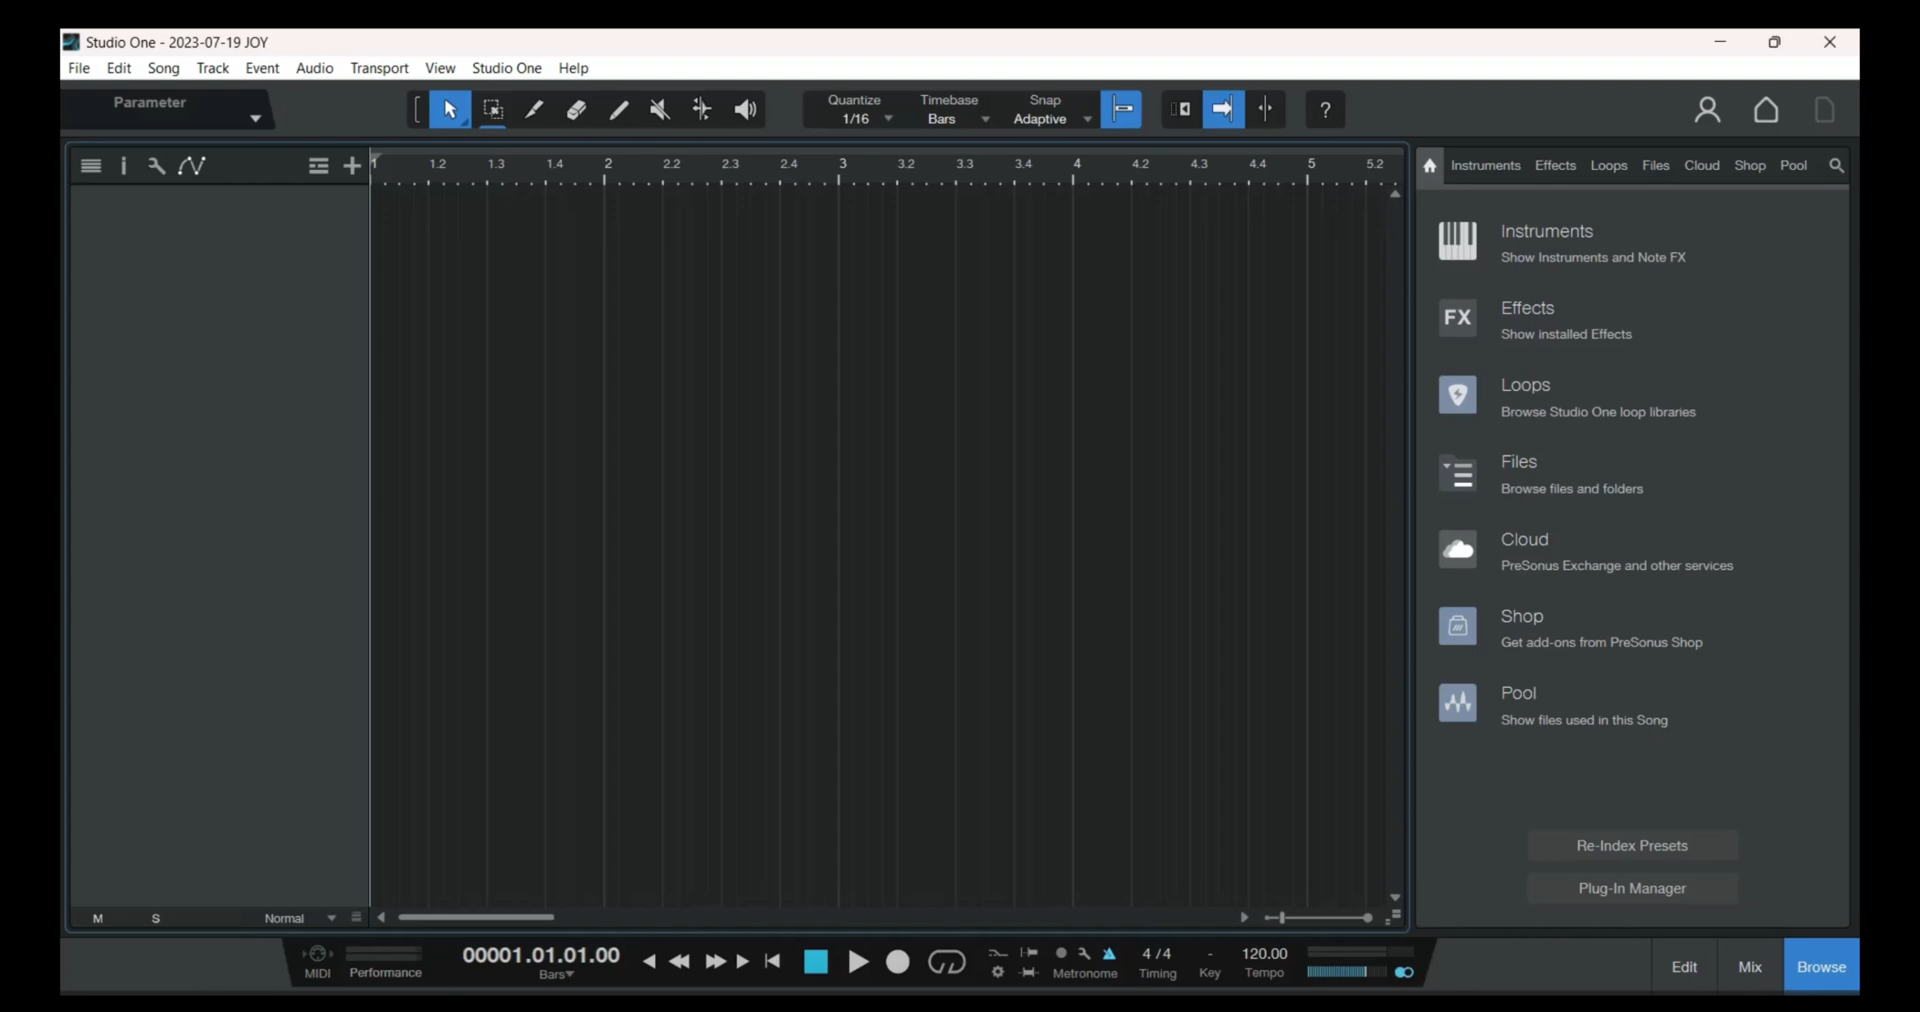 Studio One - 2023-07-19 JOY
File Edit Song Track Event Audio Transport View Studio One Help
Parameter
Quantize Timebase Snap
1/16 Bars Adaptive
?
1 1.2 1.3 1.4 2 2.2 2.3 2.4 3 3.2 3.3 3.4 4 4.2 4.3 4.4 5 5.2
Instruments Effects Loops Files Cloud Shop Pool
Instruments
Show Instruments and Note FX
FX
Effects
Show installed Effects
Loops
Browse Studio One loop libraries
Files
Browse files and folders
Cloud
PreSonus Exchange and other services
Shop
Get add-ons from PreSonus Shop
Pool
Show files used in this Song
Re-Index Presets
Plug-In Manager
M S Normal
MIDI Performance
00001.01.01.00
Bars
Metronome
4 / 4
Timing
-
Key
120.00
Tempo
Edit Mix Browse